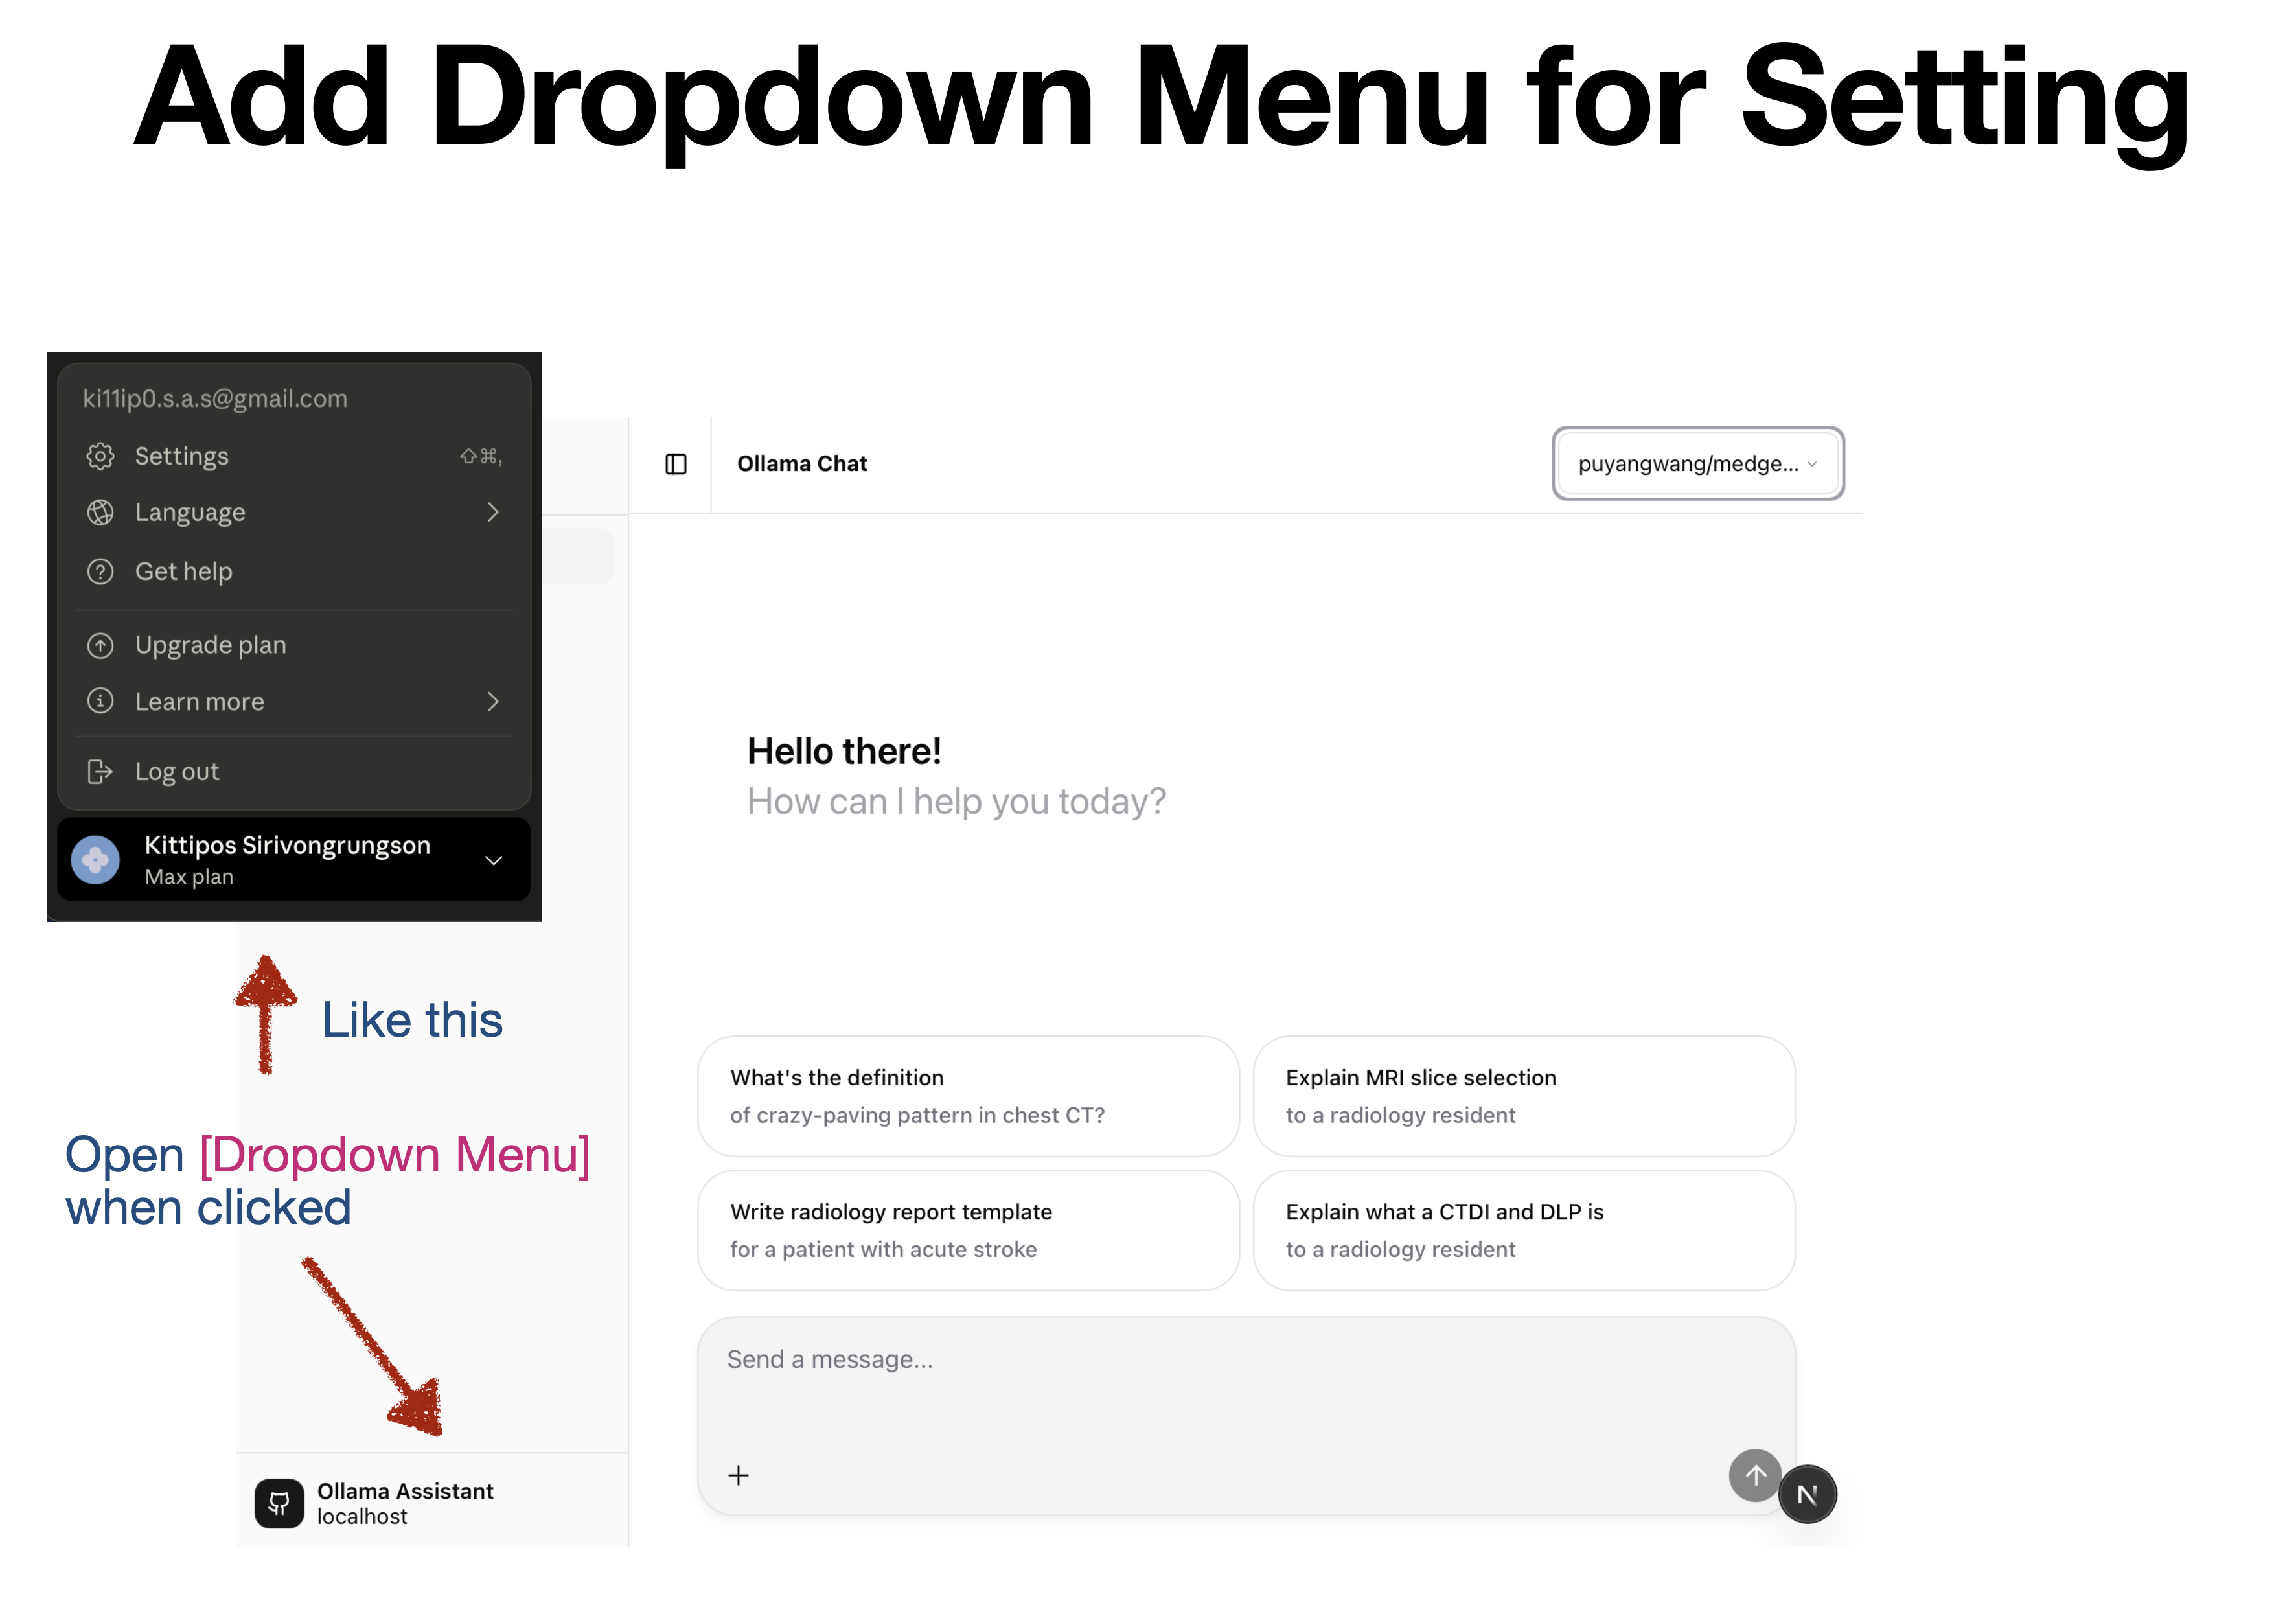 Add Dropdown Menu for Setting
ki11ip0.s.a.s@gmail.com
Settings ⇧⌘,
Language
Get help
Upgrade plan
Learn more
Log out
Kittipos Sirivongrungson
Max plan
Like this
Open [Dropdown Menu]
when clicked
Ollama Assistant
localhost
Ollama Chat
puyangwang/medge...
Hello there!
How can I help you today?
What's the definition
of crazy-paving pattern in chest CT?
Explain MRI slice selection
to a radiology resident
Write radiology report template
for a patient with acute stroke
Explain what a CTDI and DLP is
to a radiology resident
Send a message...
N